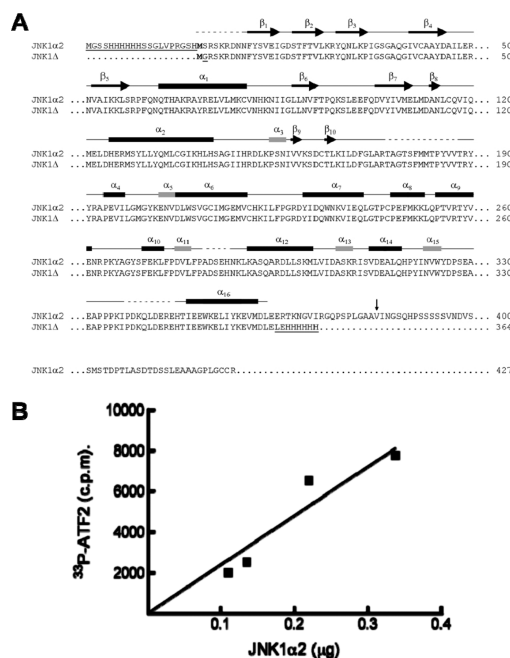 A
β1 β2 β3 β4
JNK1α2 MGSSHHHHHHSSGLVPRGSHMSRSKRDNNFYSVEIGDSTFTVLKRYQNLKPIGSGAQGIVCAAYDAILER... 50
JNK1Δ ....................MGRSKRDNNFYSVEIGDSTFTVLKRYQNLKPIGSGAQGIVCAAYDAILER... 50
β5 α1 β6 β7 β8
JNK1α2 ...NVAIKKLSRPFQNQTHAKRAYRELVLMKCVNHKNIIGLLNVFTPQKSLEEFQDVYIVMELMDANLCQVIQ... 120
JNK1Δ ...NVAIKKLSRPFQNQTHAKRAYRELVLMKCVNHKNIIGLLNVFTPQKSLEEFQDVYIVMELMDANLCQVIQ... 120
α2 α3 β9 β10
JNK1α2 ...MELDHERMSYLLYQMLCGIKHLHSAGIIHRDLKPSNIVVKSDCTLKILDFGLARTAGTSFMMTPYVVTRY... 190
JNK1Δ ...MELDHERMSYLLYQMLCGIKHLHSAGIIHRDLKPSNIVVKSDCTLKILDFGLARTAGTSFMMTPYVVTRY... 190
α4 α5 α6 α7 α8 α9
JNK1α2 ...YRAPEVILGMGYKENVDLWSVGCIMGEMVCHKILFPGRDYIDQWNKVIEQLGTPCPEFMKKLQPTVRTYV... 260
JNK1Δ ...YRAPEVILGMGYKENVDLWSVGCIMGEMVCHKILFPGRDYIDQWNKVIEQLGTPCPEFMKKLQPTVRTYV... 260
α10 α11 α12 α13 α14 α15
JNK1α2 ...ENRPKYAGYSFEKLFPDVLFPADSEHNKLKASQARDLLSKMLVIDASKRISVDEALQHPYINVWYDPSEA... 330
JNK1Δ ...ENRPKYAGYSFEKLFPDVLFPADSEHNKLKASQARDLLSKMLVIDASKRISVDEALQHPYINVWYDPSEA... 330
α16
JNK1α2 ...EAPPPKIPDKQLDEREHTIEEWKELIYKEVMDLEERTKNGVIRGQPSPLGAAVINGSQHPSSSSSVNDVS... 400
JNK1Δ ...EAPPPKIPDKQLDEREHTIEEWKELIYKEVMDLELEHHHHHH............................ 364
JNK1α2 ...SMSTDPTLASDTDSSLEAAAGPLGCCR............................................ 427
B
10000
8000
6000
4000
2000
³³P-ATF2 (c.p.m).
0.1 0.2 0.3 0.4
JNK1α2 (µg)